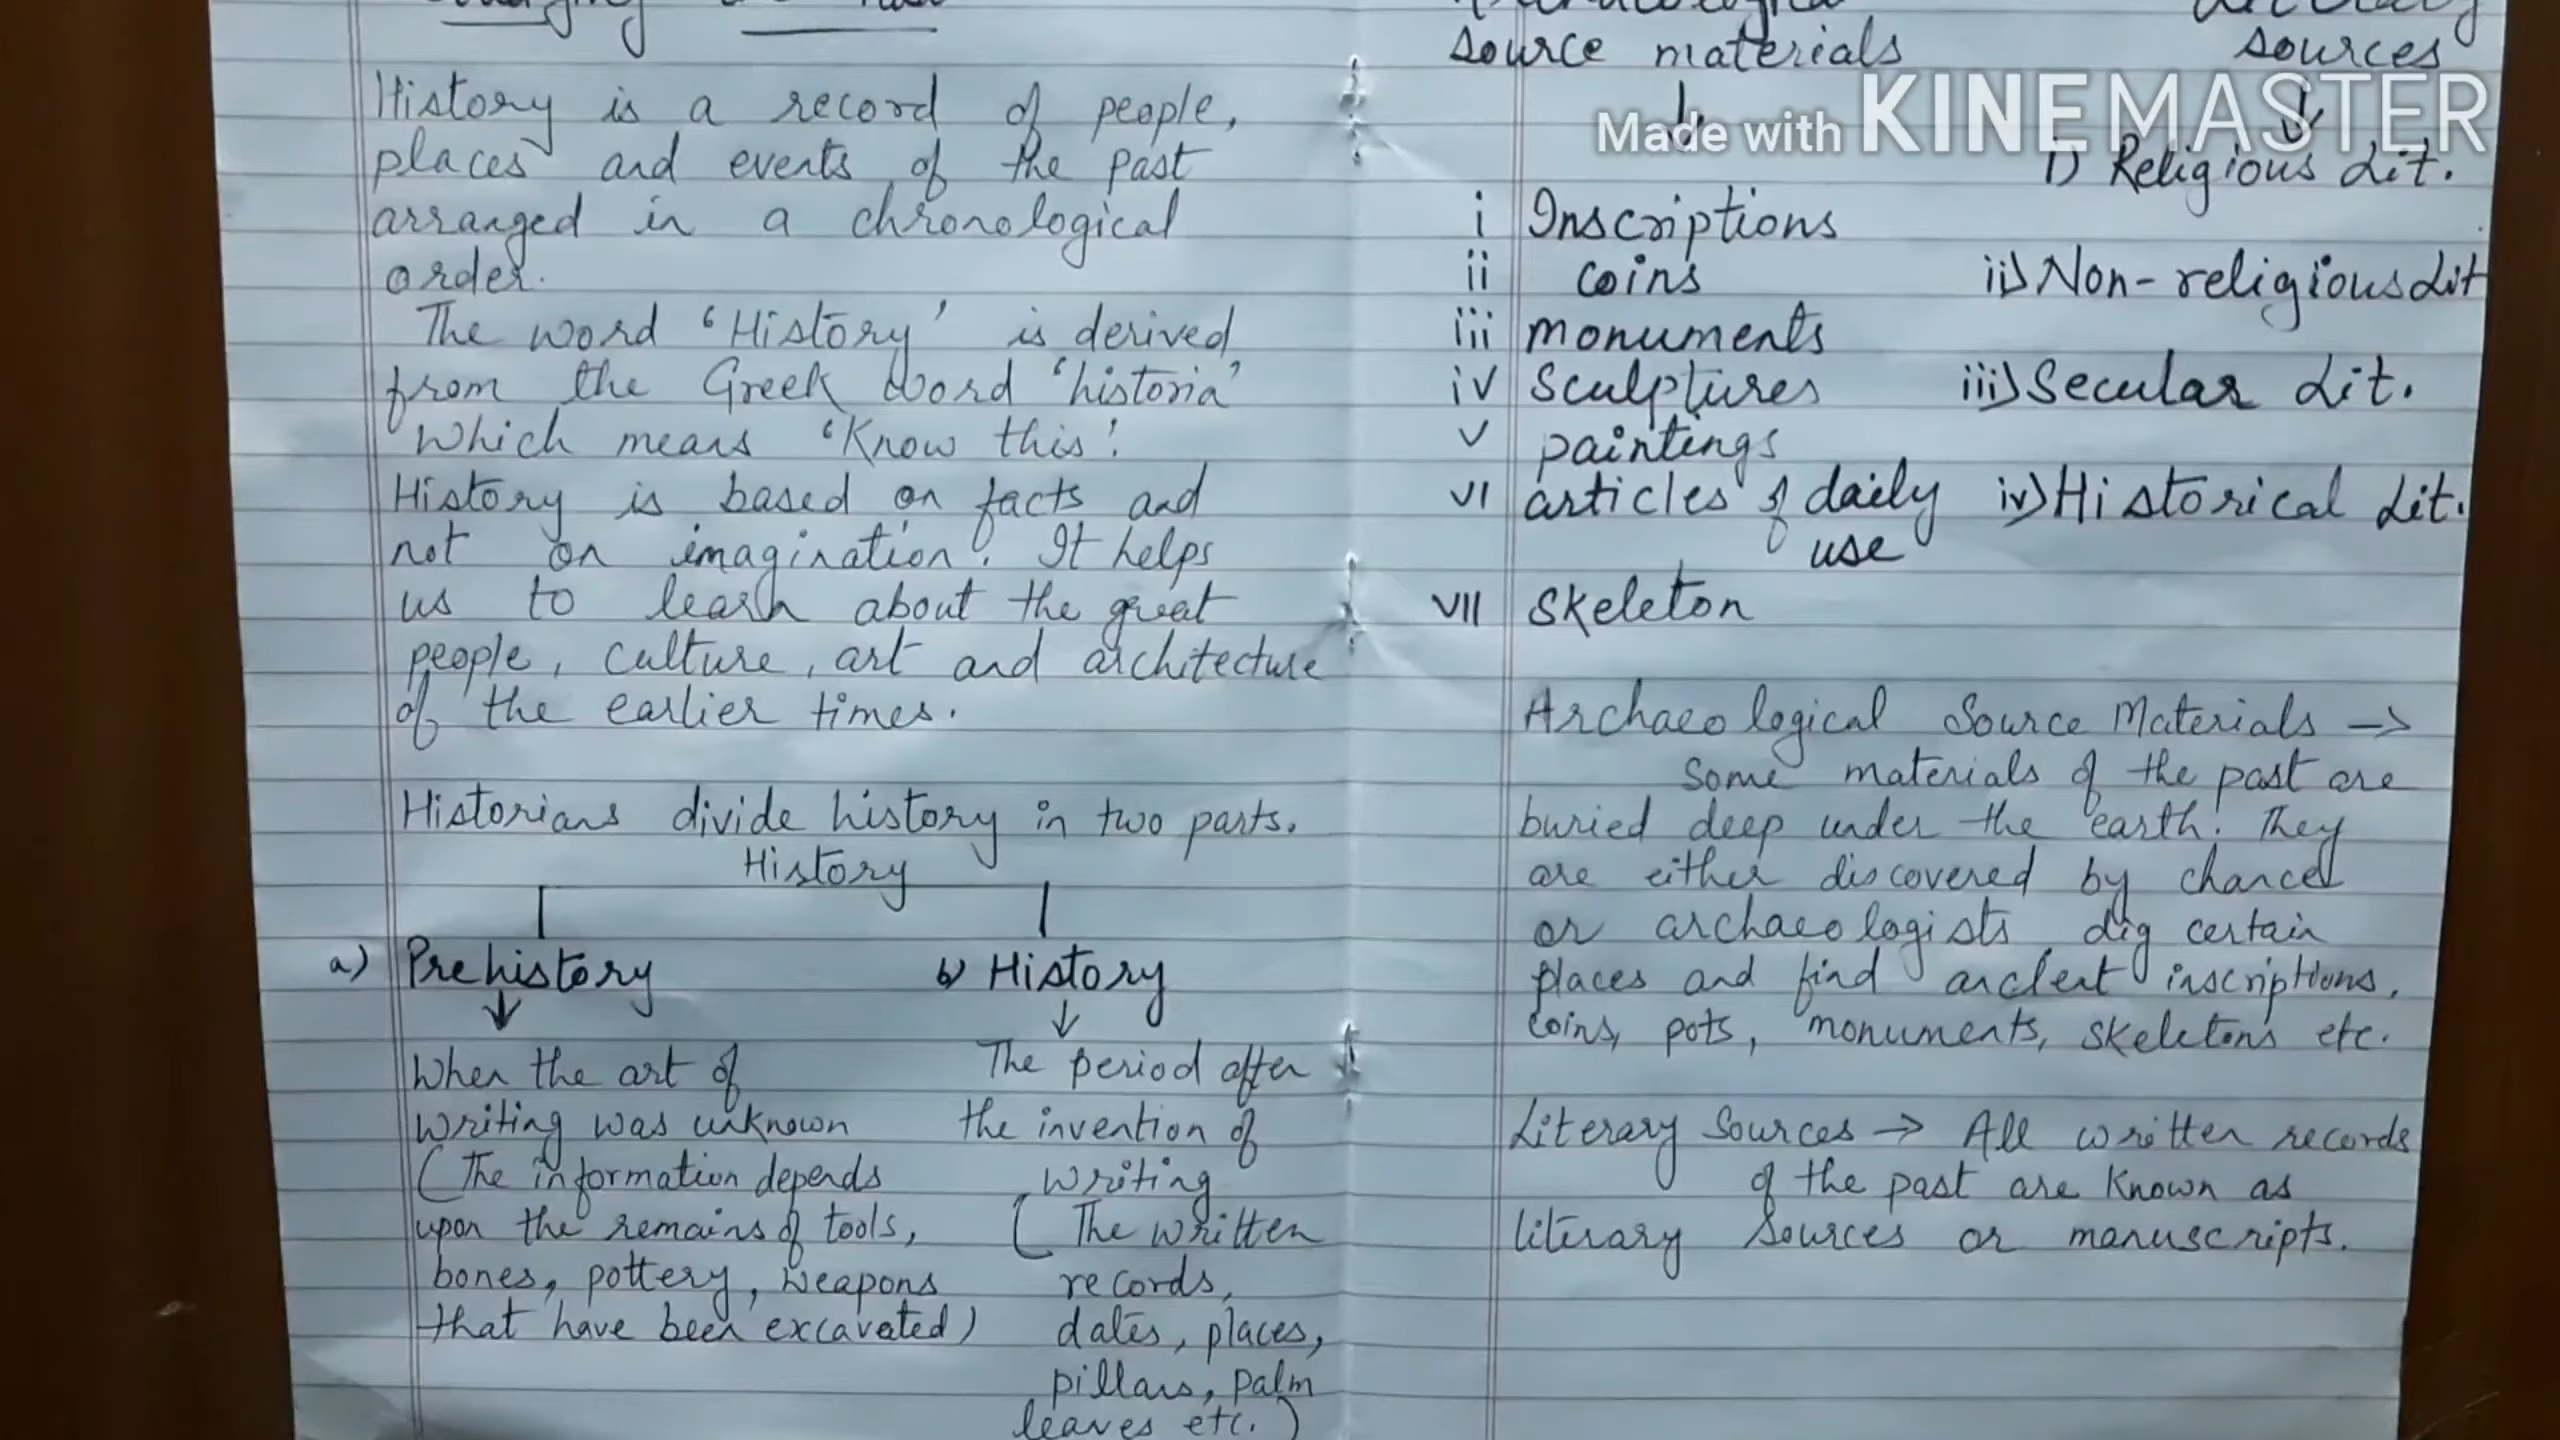 History is a record of people,
places and events of the past
arranged in a chronological
order.
The word 'History' is derived
from the Greek word 'historia'
Which means 'Know this'.
History is based on facts and
not on imagination. It helps
us to learn about the great
people, culture, art and architecture
of the earlier times.
Historians divide history in two parts.
History
a) Prehistory
When the art of
writing was unknown
(The information depends
upon the remains of tools,
bones, pottery, weapons
that have been excavated)
b) History
The period after
the invention of
writing
(The written
records,
dates, places,
pillars, palm
leaves etc.)
source materials
i Inscriptions
ii coins
iii monuments
iv sculptures
v paintings
VI articles of daily
use
VII skeleton
sources
i) Religious Lit.
ii) Non-religious Lit
iii) Secular Lit.
iv) Historical Lit.
Archaeological Source Materials →
Some materials of the past are
buried deep under the earth. They
are either discovered by chance
or archaeologists dig certain
places and find ancient inscriptions,
coins, pots, monuments, skeletons etc.
Literary Sources → All written records
of the past are known as
literary sources or manuscripts.
Made with KINEMASTER